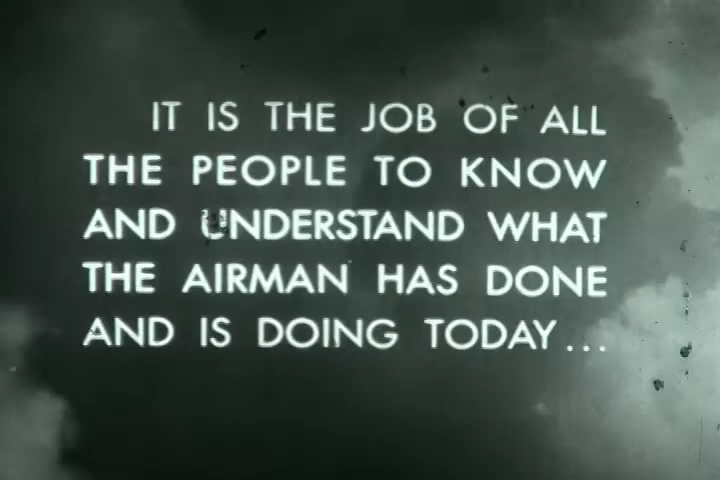 IT IS THE JOB OF ALL
THE PEOPLE TO KNOW
AND UNDERSTAND WHAT
THE AIRMAN HAS DONE
AND IS DOING TODAY...